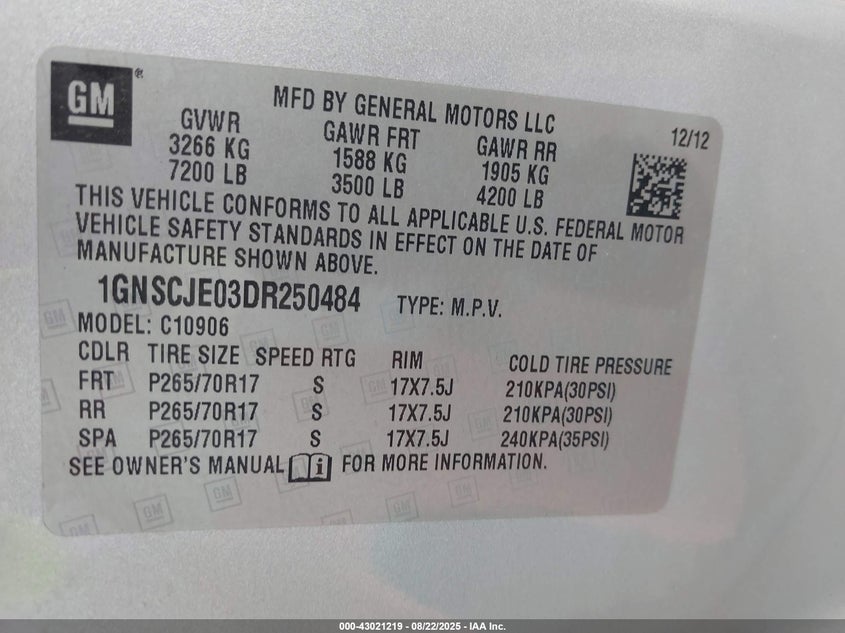 GM®
MFD BY GENERAL MOTORS LLC
12/12
GVWR GAWR FRT GAWR RR
3266 KG 1588 KG 1905 KG
7200 LB 3500 LB 4200 LB
THIS VEHICLE CONFORMS TO ALL APPLICABLE U.S. FEDERAL MOTOR
VEHICLE SAFETY STANDARDS IN EFFECT ON THE DATE OF
MANUFACTURE SHOWN ABOVE.
1GNSCJE03DR250484 TYPE: M.P.V.
MODEL: C10906
CDLR TIRE SIZE SPEED RTG RIM COLD TIRE PRESSURE
FRT P265/70R17 S 17X7.5J 210KPA(30PSI)
RR P265/70R17 S 17X7.5J 210KPA(30PSI)
SPA P265/70R17 S 17X7.5J 240KPA(35PSI)
SEE OWNER'S MANUAL i FOR MORE INFORMATION.
000-43021219 - 08/22/2025 - IAA Inc.